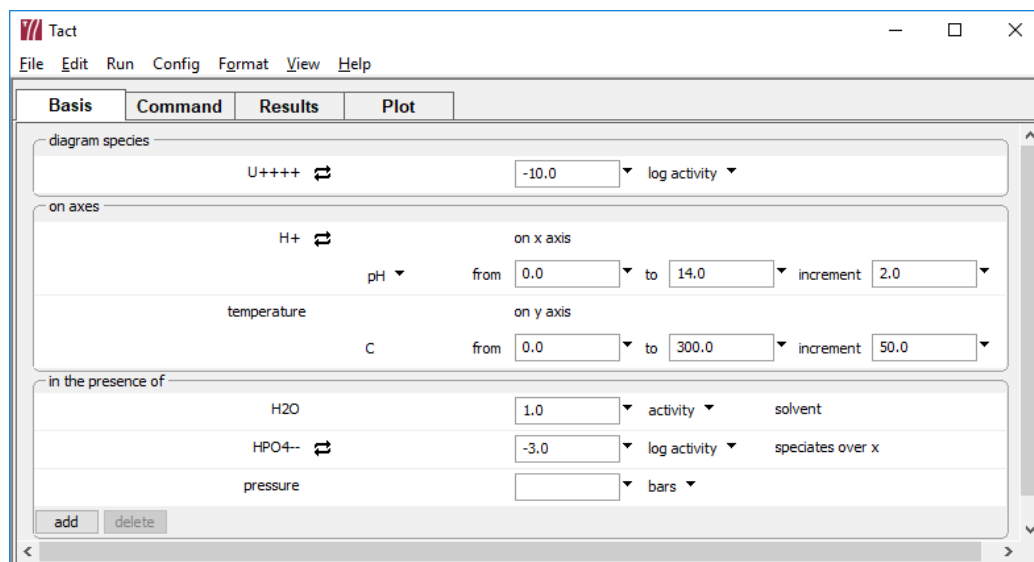 Tact
File Edit Run Config Format View Help
Basis Command Results Plot
diagram species
U++++ -10.0 log activity
on axes
H+ on x axis
pH from 0.0 to 14.0 increment 2.0
temperature on y axis
C from 0.0 to 300.0 increment 50.0
in the presence of
H2O 1.0 activity solvent
HPO4-- -3.0 log activity speciates over x
pressure bars
add delete